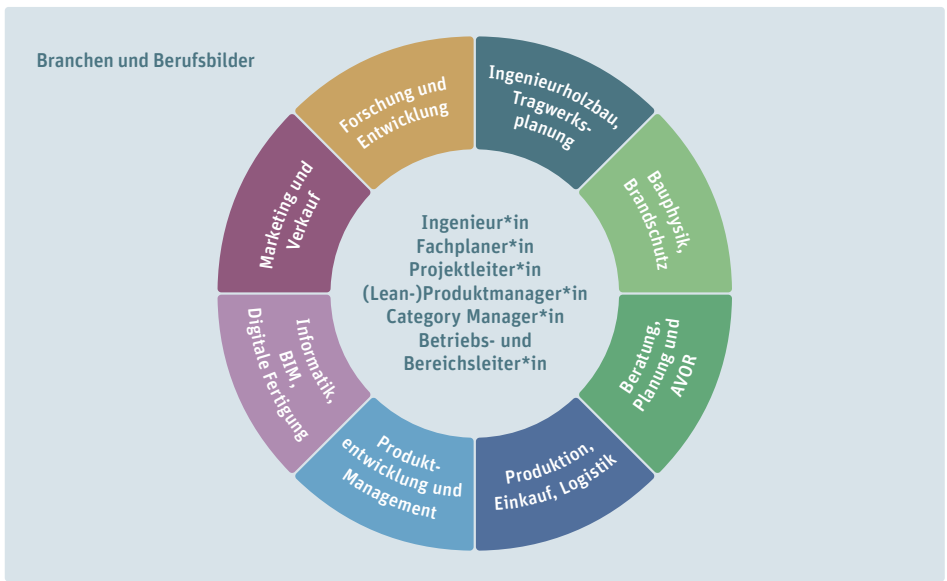 Branchen und Berufsbilder
Forschung und
Entwicklung
Ingenieurholzbau,
Tragwerks-
planung
Bauphysik,
Brandschutz
Beratung,
Planung und
AVOR
Produktion,
Einkauf, Logistik
Produkt-
entwicklung und
Management
Informatik,
BIM,
Digitale Fertigung
Marketing und
Verkauf
Ingenieur*in
Fachplaner*in
Projektleiter*in
(Lean-)Produktmanager*in
Category Manager*in
Betriebs- und
Bereichsleiter*in